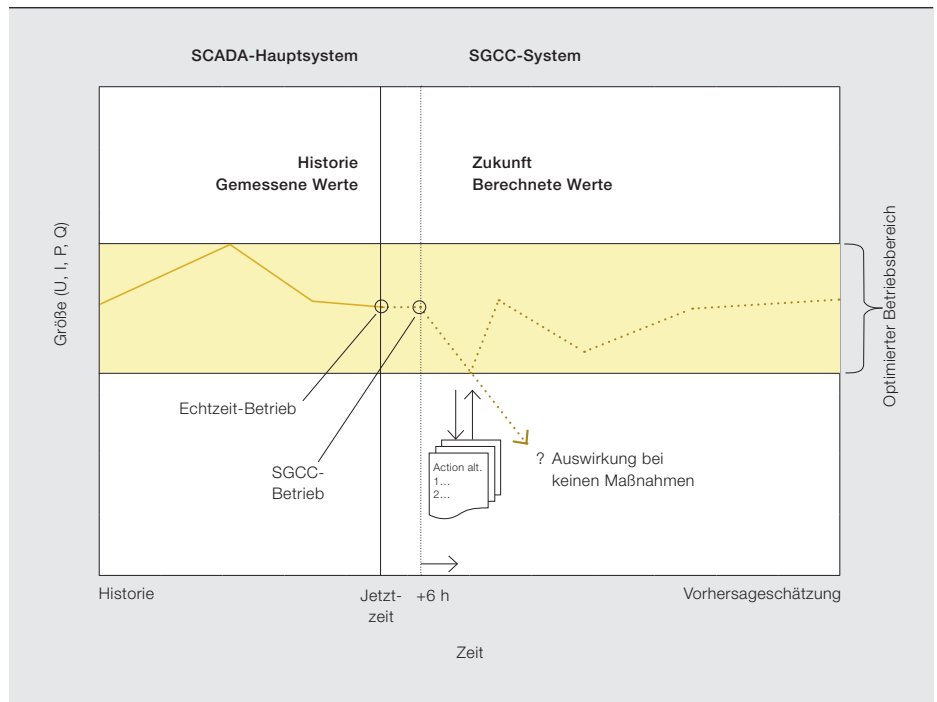 SCADA-Hauptsystem
SGCC-System
Historie
Gemessene Werte
Zukunft
Berechnete Werte
Größe (U, I, P, Q)
Optimierter Betriebsbereich
Echtzeit-Betrieb
SGCC-
Betrieb
Action alt.
1...
2...
? Auswirkung bei
keinen Maßnahmen
Historie
Jetzt-
zeit
+6 h
Vorhersageschätzung
Zeit